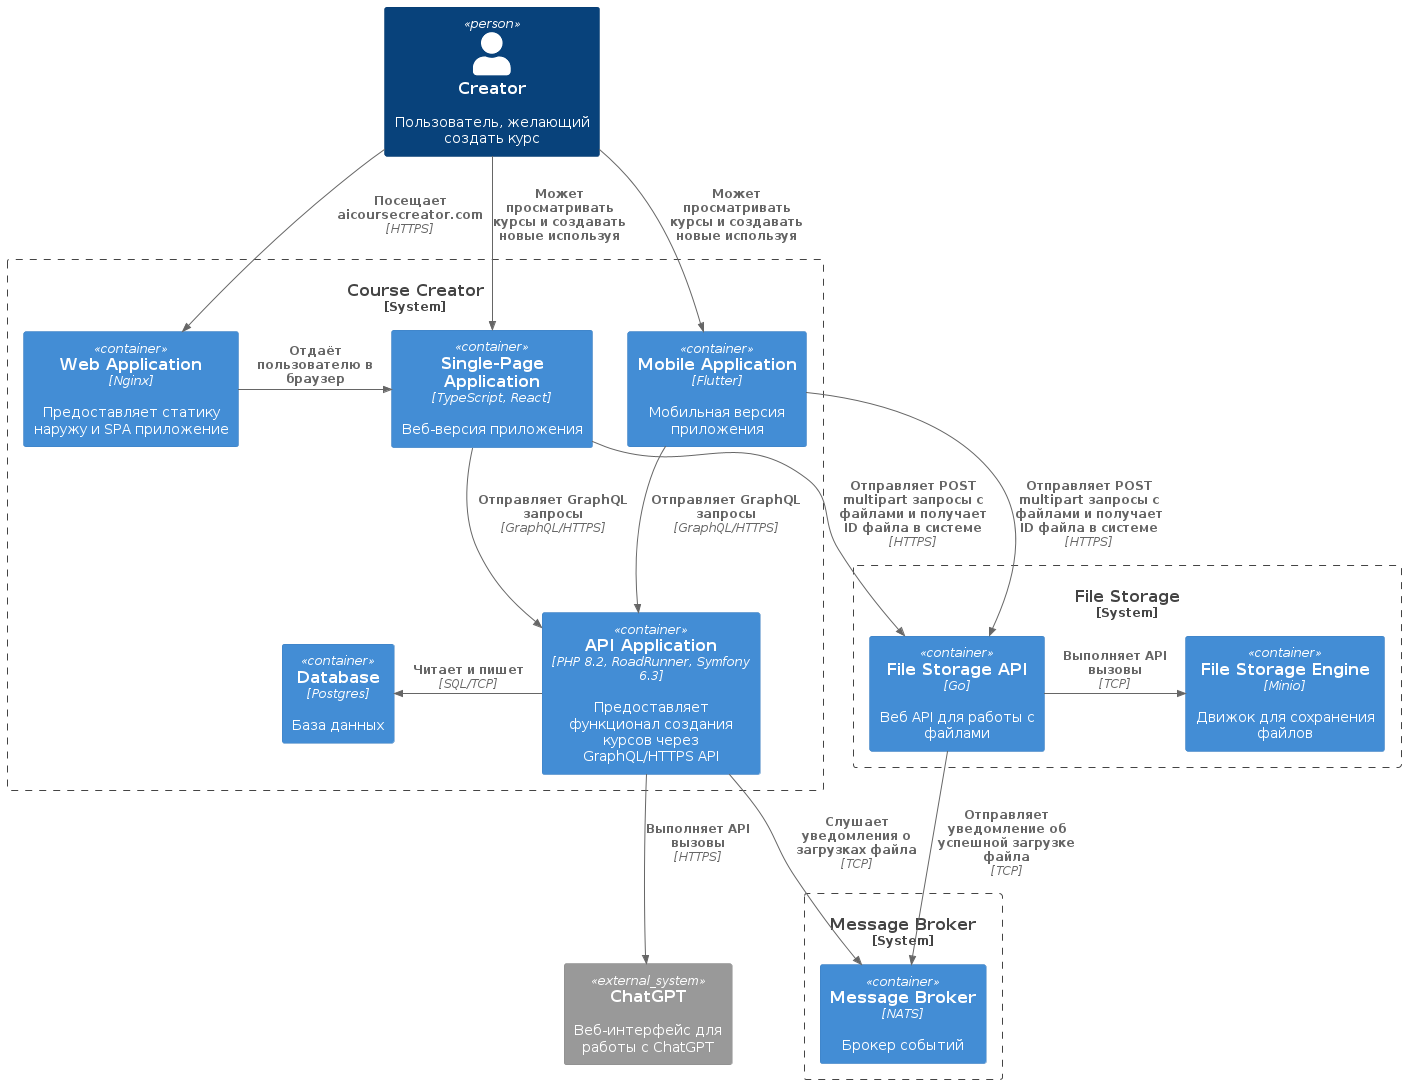 «person»
Creator
Пользователь, желающий
создать курс
Посещает
aicoursecreator.com
[HTTPS]
Может
просматривать
курсы и создавать
новые используя
Может
просматривать
курсы и создавать
новые используя
Course Creator
[System]
«container»
Web Application
[Nginx]
Предоставляет статику
наружу и SPA приложение
Отдаёт
пользователю в
браузер
«container»
Single-Page
Application
[TypeScript, React]
Веб-версия приложения
«container»
Mobile Application
[Flutter]
Мобильная версия
приложения
Отправляет GraphQL
запросы
[GraphQL/HTTPS]
Отправляет GraphQL
запросы
[GraphQL/HTTPS]
Отправляет POST
multipart запросы с
файлами и получает
ID файла в системе
[HTTPS]
Отправляет POST
multipart запросы с
файлами и получает
ID файла в системе
[HTTPS]
«container»
Database
[Postgres]
База данных
Читает и пишет
[SQL/TCP]
«container»
API Application
[PHP 8.2, RoadRunner, Symfony
6.3]
Предоставляет
функционал создания
курсов через
GraphQL/HTTPS API
File Storage
[System]
«container»
File Storage API
[Go]
Веб API для работы с
файлами
Выполняет API
вызовы
[TCP]
«container»
File Storage Engine
[Minio]
Движок для сохранения
файлов
Выполняет API
вызовы
[HTTPS]
Слушает
уведомления о
загрузках файла
[TCP]
Отправляет
уведомление об
успешной загрузке
файла
[TCP]
«external_system»
ChatGPT
Веб-интерфейс для
работы с ChatGPT
Message Broker
[System]
«container»
Message Broker
[NATS]
Брокер событий